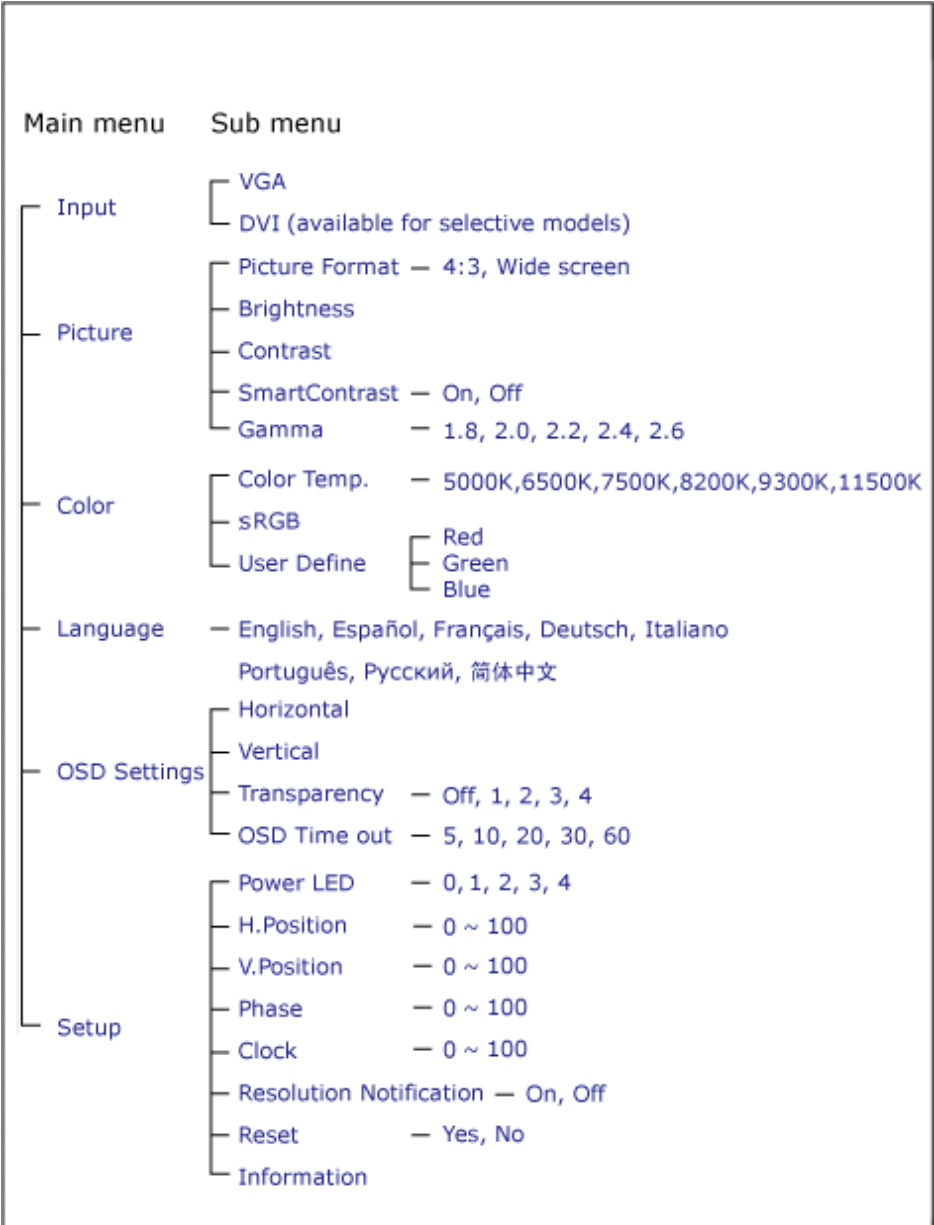 Main menu Sub menu
VGA
Input
DVI (available for selective models)
Picture Format — 4:3, Wide screen
Brightness
Picture
Contrast
SmartContrast — On, Off
Gamma — 1.8, 2.0, 2.2, 2.4, 2.6
Color Temp. — 5000K,6500K,7500K,8200K,9300K,11500K
Color
sRGB
Red
User Define Green
Blue
Language — English, Español, Français, Deutsch, Italiano
Português, Русский, 简体中文
Horizontal
Vertical
OSD Settings
Transparency — Off, 1, 2, 3, 4
OSD Time out — 5, 10, 20, 30, 60
Power LED — 0, 1, 2, 3, 4
H.Position — 0 ~ 100
V.Position — 0 ~ 100
Phase — 0 ~ 100
Setup
Clock — 0 ~ 100
Resolution Notification — On, Off
Reset — Yes, No
Information